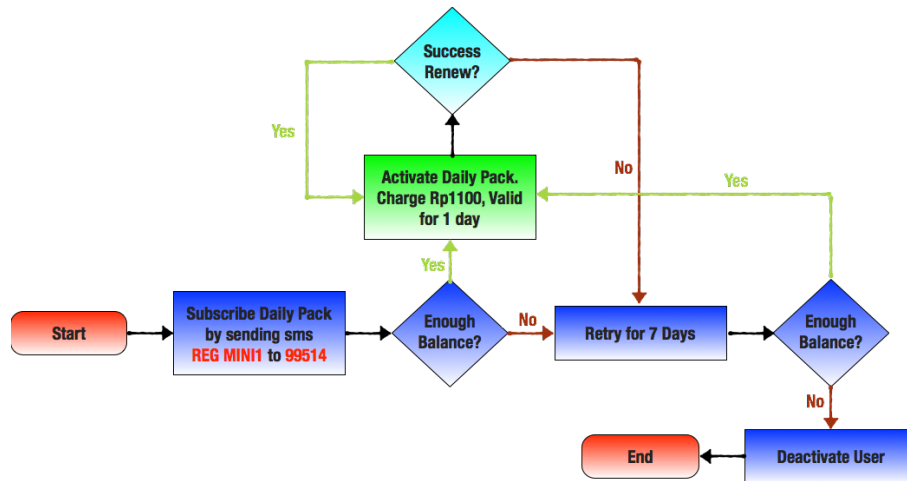 Success
Renew?
Yes
No
Activate Daily Pack.
Charge Rp1100, Valid
for 1 day
Yes
Yes
Start
Subscribe Daily Pack
by sending sms
REG MINI1 to 99514
Enough
Balance?
No
Retry for 7 Days
Enough
Balance?
No
End
Deactivate User